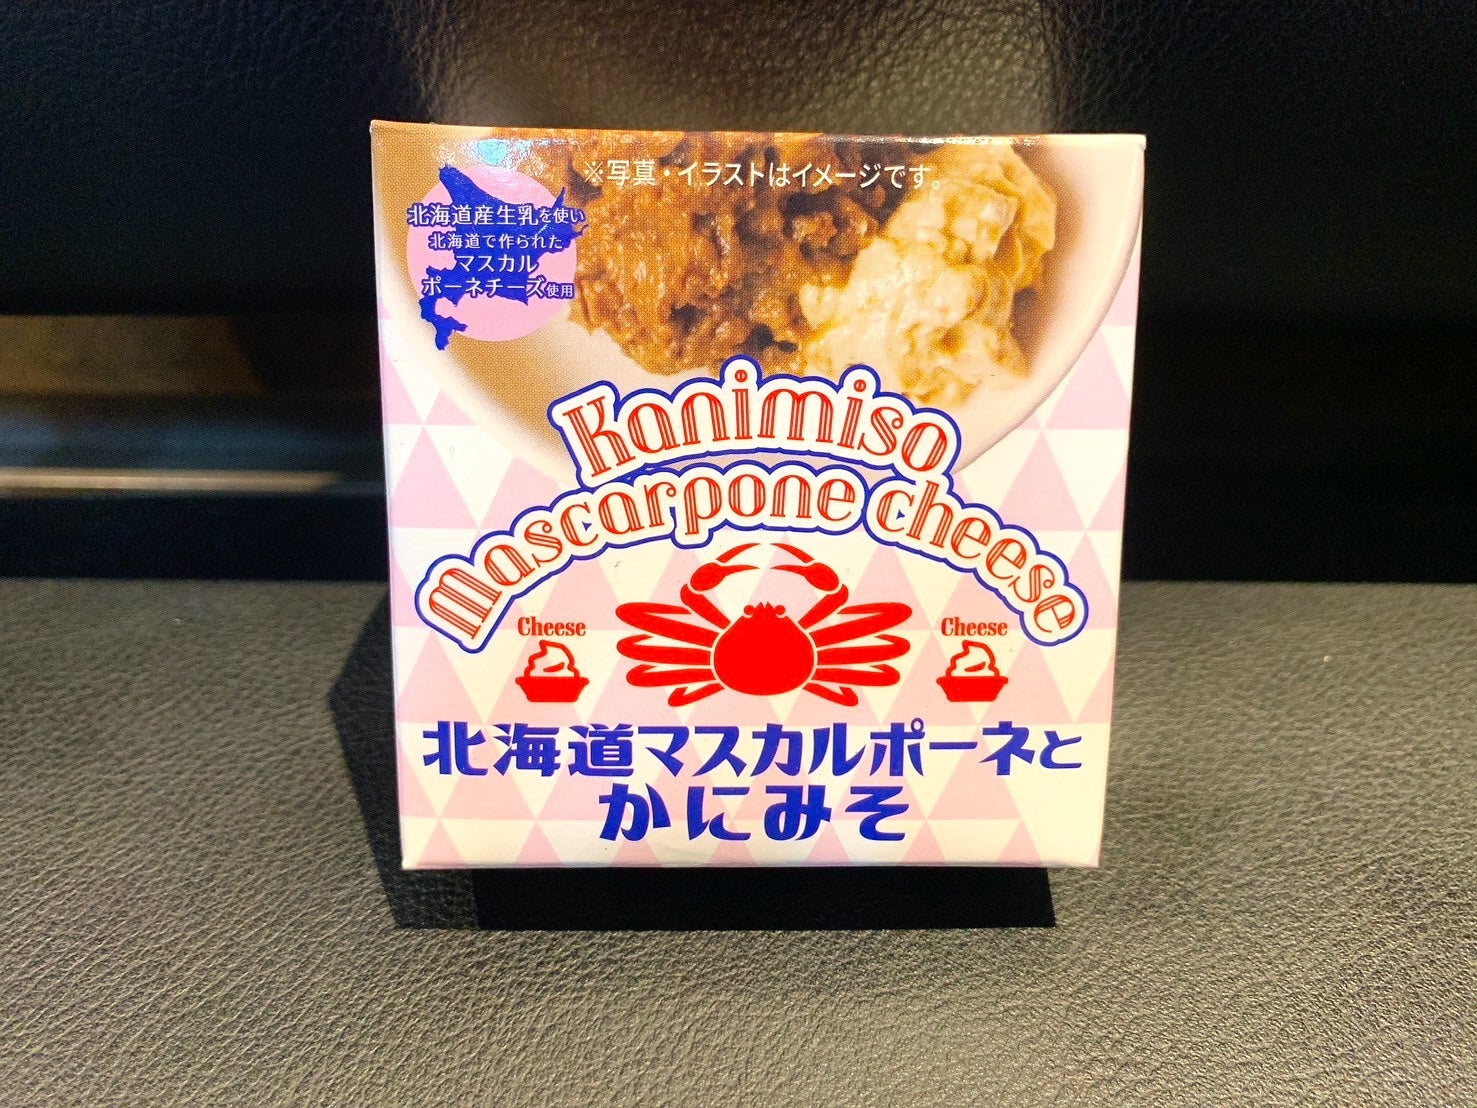 ※写真・イラストはイメージです。
北海道産生乳を使い
北海道で作られた
マスカル
ポーネチーズ使用
Kanimiso
Mascarpone cheese
Cheese
Cheese
北海道マスカルポーネと
かにみそ